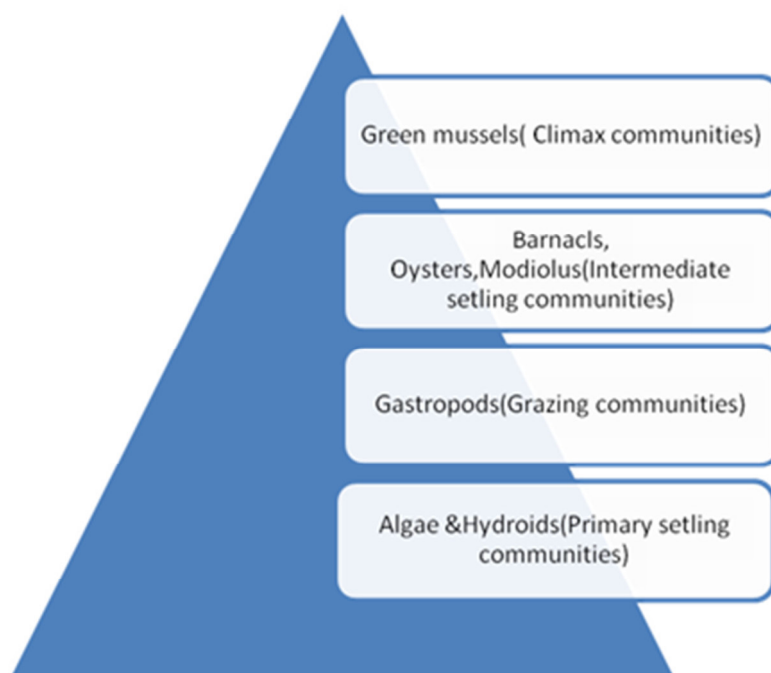 Green mussels( Climax communities)
Barnacls,
Oysters,Modiolus(Intermediate
setling communities)
Gastropods(Grazing communities)
Algae &Hydroids(Primary setling
communities)